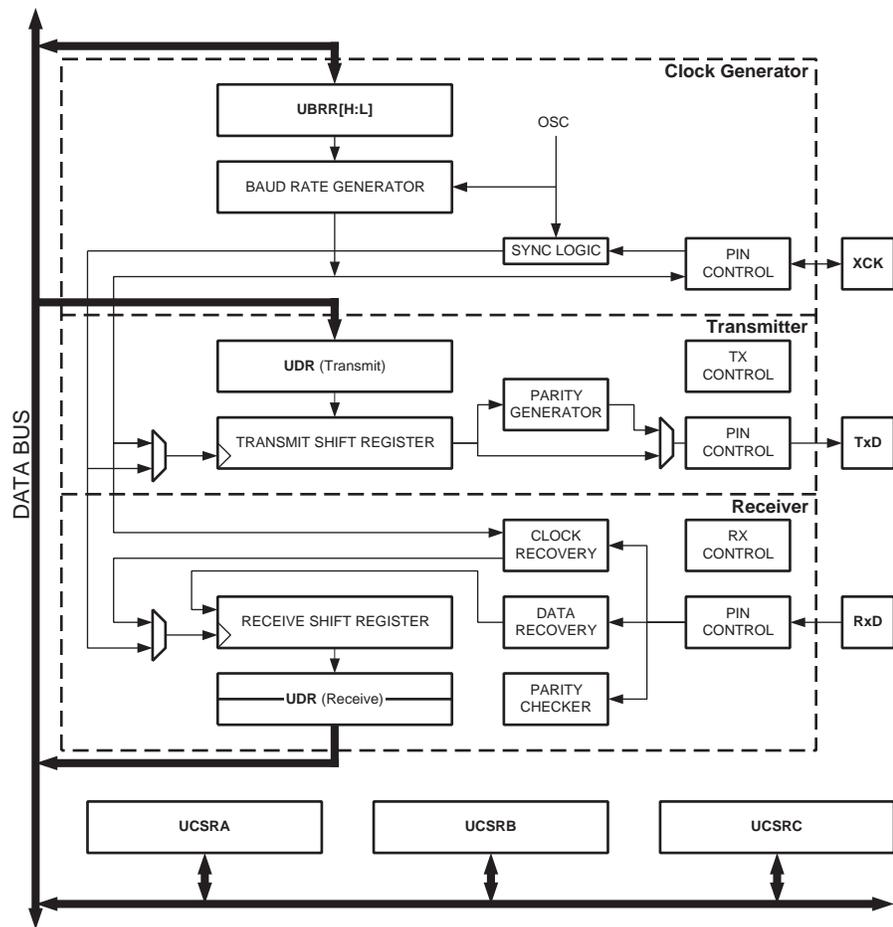 Clock Generator
UBRR[H:L]
OSC
BAUD RATE GENERATOR
SYNC LOGIC
PIN
CONTROL
XCK
Transmitter
UDR (Transmit)
TX
CONTROL
PARITY
GENERATOR
TRANSMIT SHIFT REGISTER
PIN
CONTROL
TxD
DATA BUS
Receiver
CLOCK
RECOVERY
RX
CONTROL
RECEIVE SHIFT REGISTER
DATA
RECOVERY
PIN
CONTROL
RxD
UDR (Receive)
PARITY
CHECKER
UCSRA
UCSRB
UCSRC